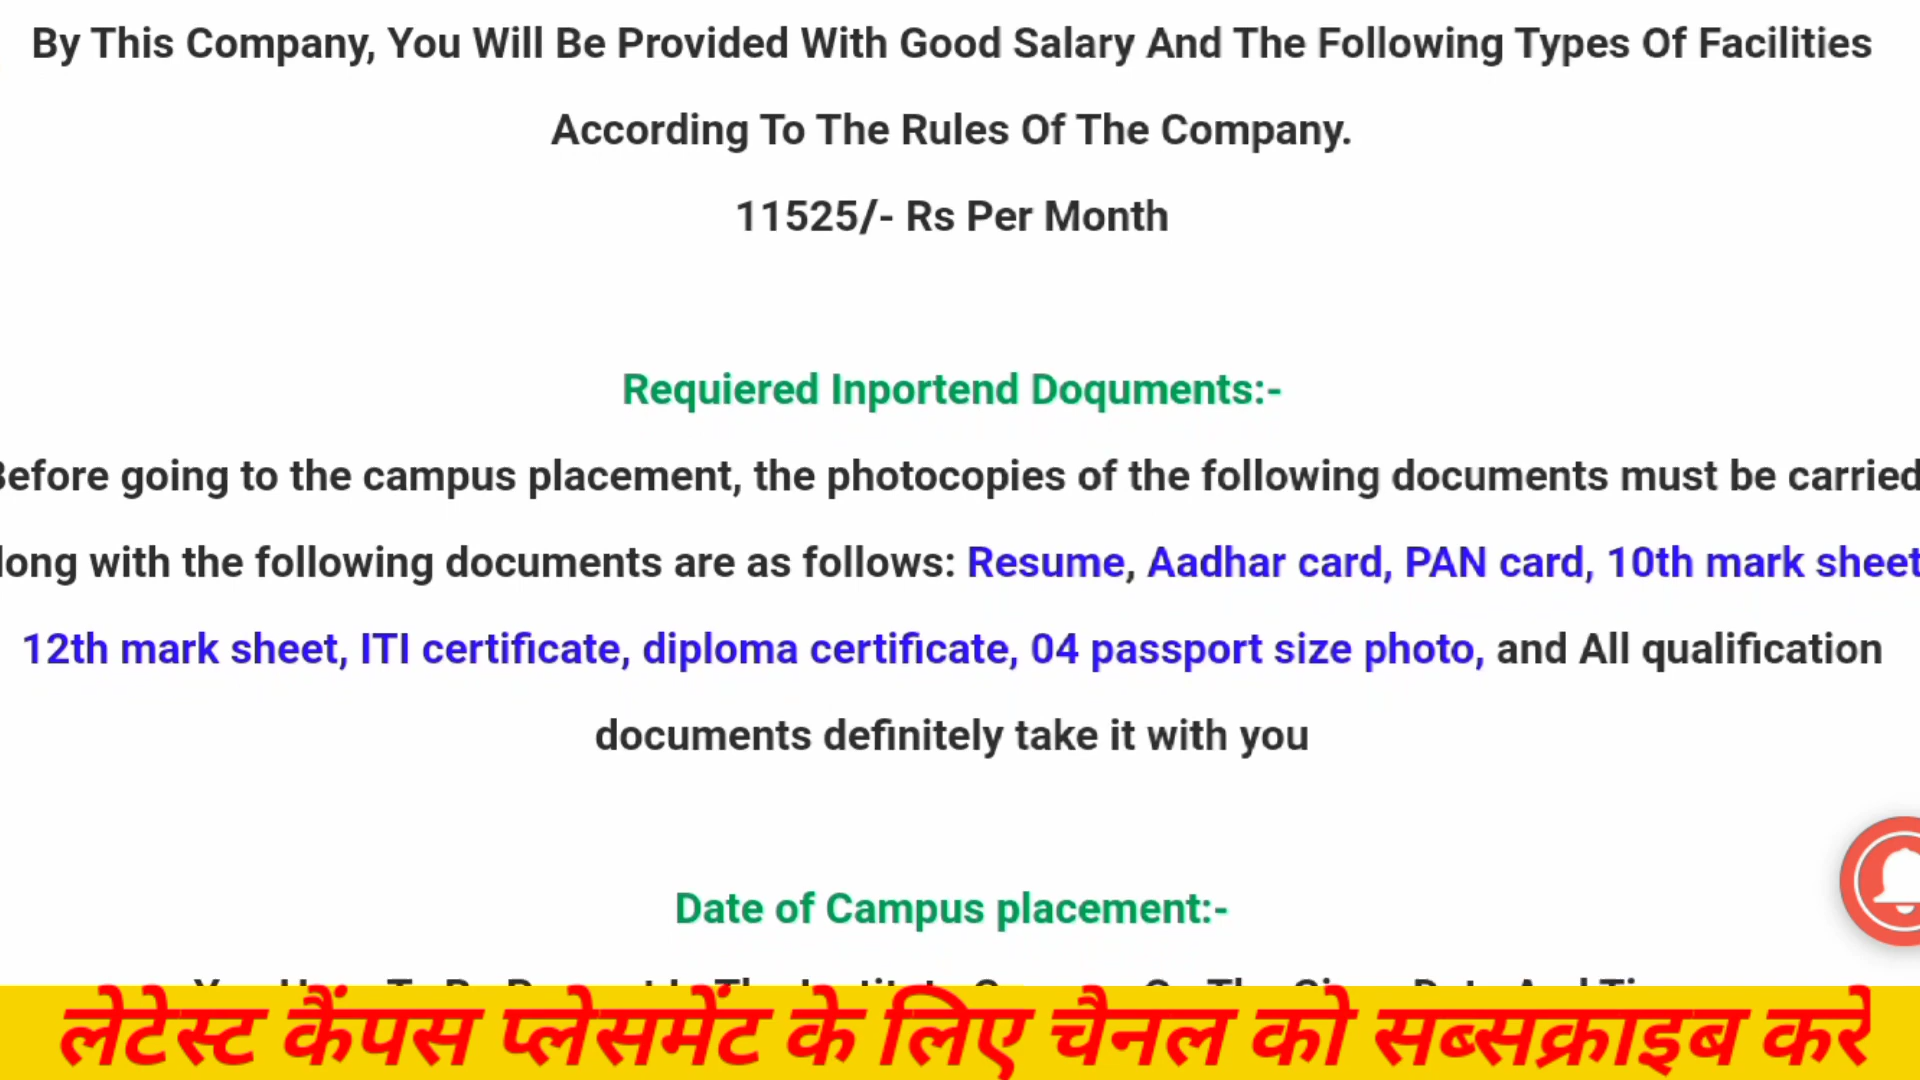 By This Company, You Will Be Provided With Good Salary And The Following Types Of Facilities
According To The Rules Of The Company.
11525/- Rs Per Month
Requiered Inportend Doquments:-
Before going to the campus placement, the photocopies of the following documents must be carried
long with the following documents are as follows: Resume, Aadhar card, PAN card, 10th mark sheet
12th mark sheet, ITI certificate, diploma certificate, 04 passport size photo, and All qualification
documents definitely take it with you
Date of Campus placement:-
लेटेस्ट कैंपस प्लेसमेंट के लिए चैनल को सब्सक्राइब करे